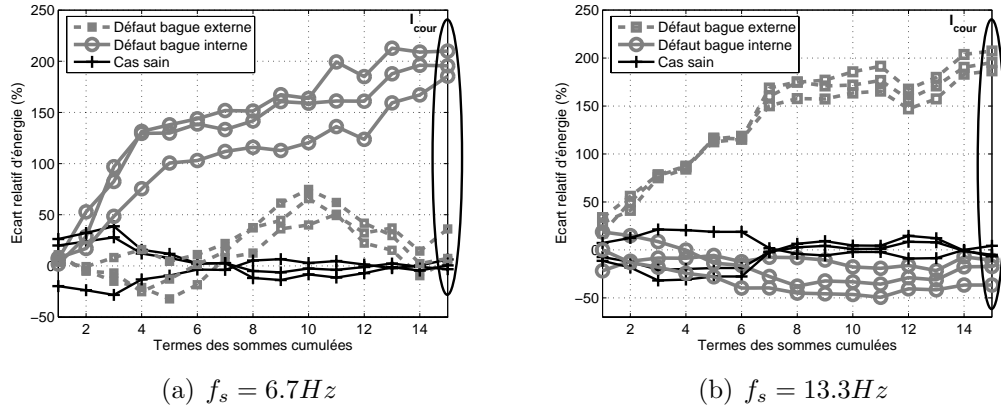 I_cour
Défaut bague externe
Défaut bague interne
Cas sain
Ecart relatif d'énergie (%)
250
200
150
100
50
0
−50
2 4 6 8 10 12 14
Termes des sommes cumulées
(a) f_s = 6.7Hz
I_cour
Défaut bague externe
Défaut bague interne
Cas sain
Ecart relatif d'énergie (%)
250
200
150
100
50
0
−50
2 4 6 8 10 12 14
Termes des sommes cumulées
(b) f_s = 13.3Hz